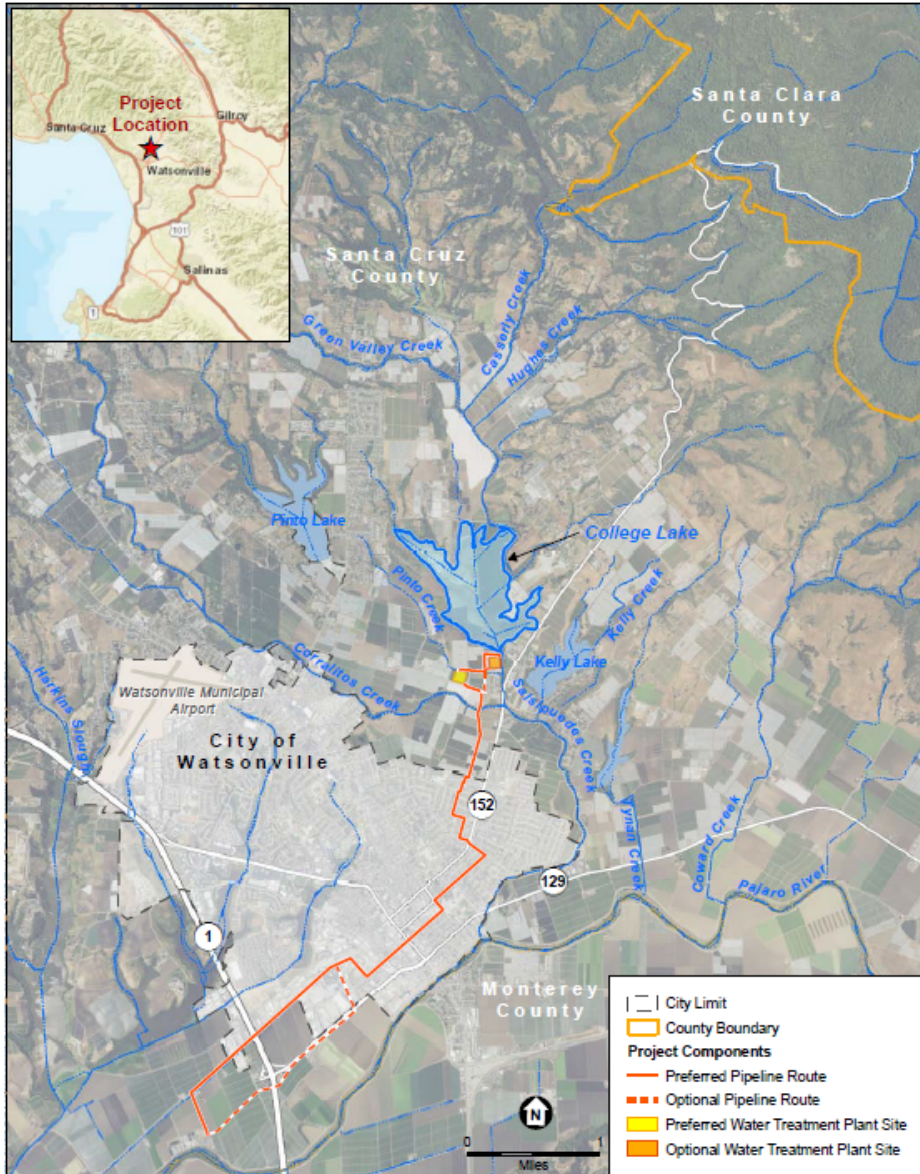 Project
Location
Santa Cruz
Gilroy
Watsonville
101
Salinas
1
Santa Clara
County
Santa Cruz
County
Green Valley Creek
Casserly Creek
Hughes Creek
Pinto Lake
College Lake
Pinto Creek
Kelly Creek
Kelly Lake
Corralitos Creek
Salsipuedes Creek
Harkins Slough
Watsonville Municipal
Airport
City of
Watsonville
152
Tynan Creek
Coward Creek
129
Pajaro River
1
Monterey
County
N
0
1
Miles
City Limit
County Boundary
Project Components
Preferred Pipeline Route
Optional Pipeline Route
Preferred Water Treatment Plant Site
Optional Water Treatment Plant Site